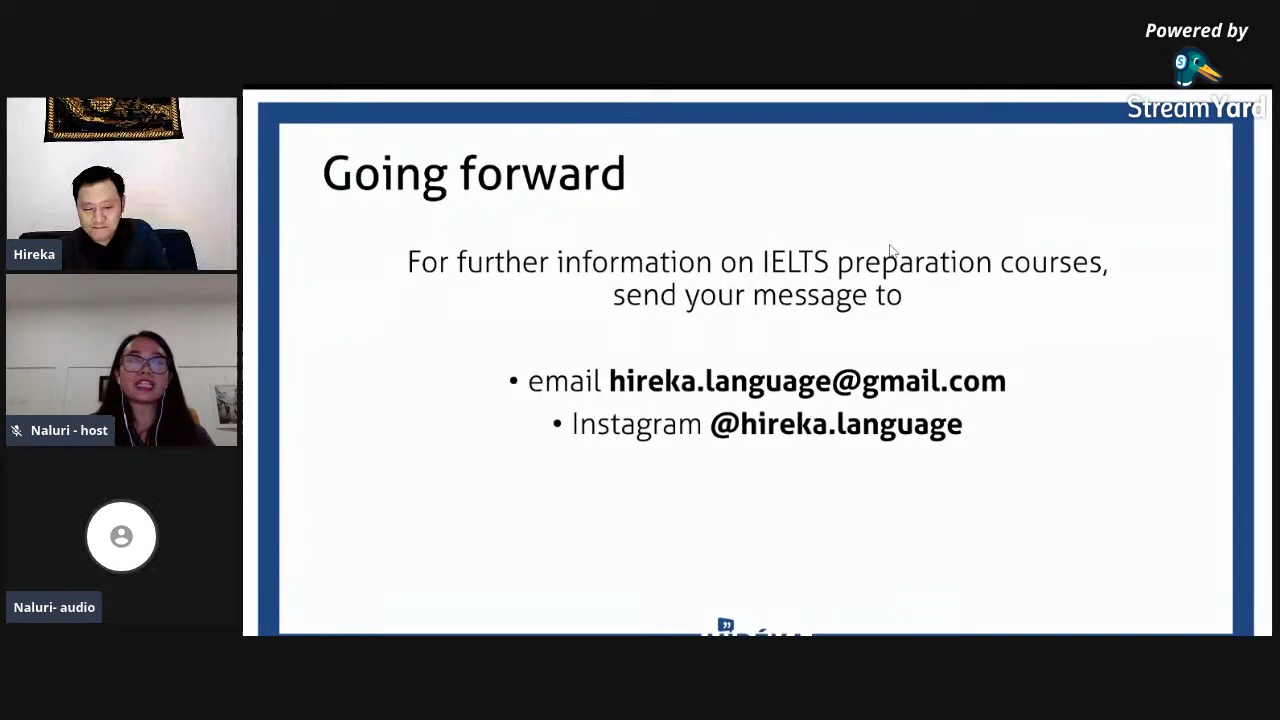 Powered by
StreamYard
Going forward
For further information on IELTS preparation courses,
send your message to
• email hireka.language@gmail.com
• Instagram @hireka.language
Hireka
Naluri - host
Naluri- audio